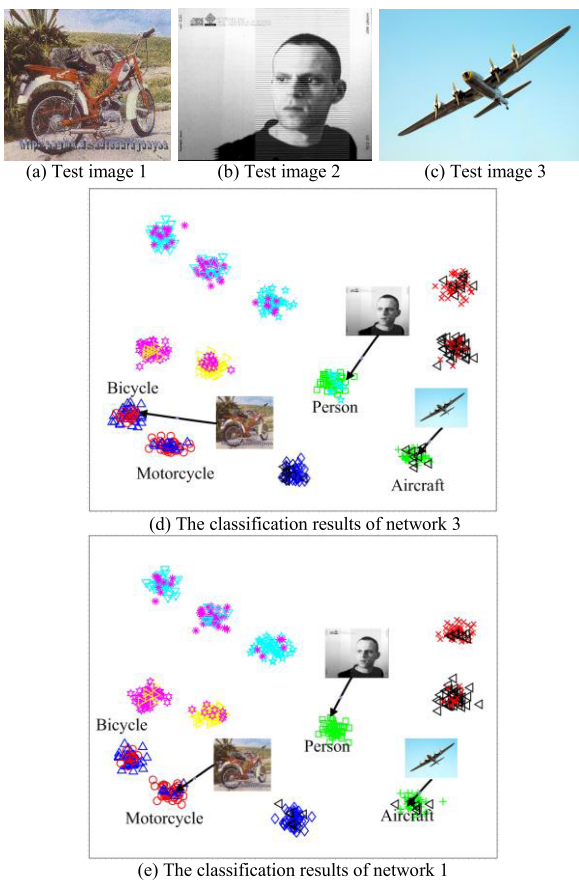 (a) Test image 1
(b) Test image 2
(c) Test image 3
Bicycle
Person
Motorcycle
Aircraft
(d) The classification results of network 3
Bicycle
Person
Motorcycle
Aircraft
(e) The classification results of network 1